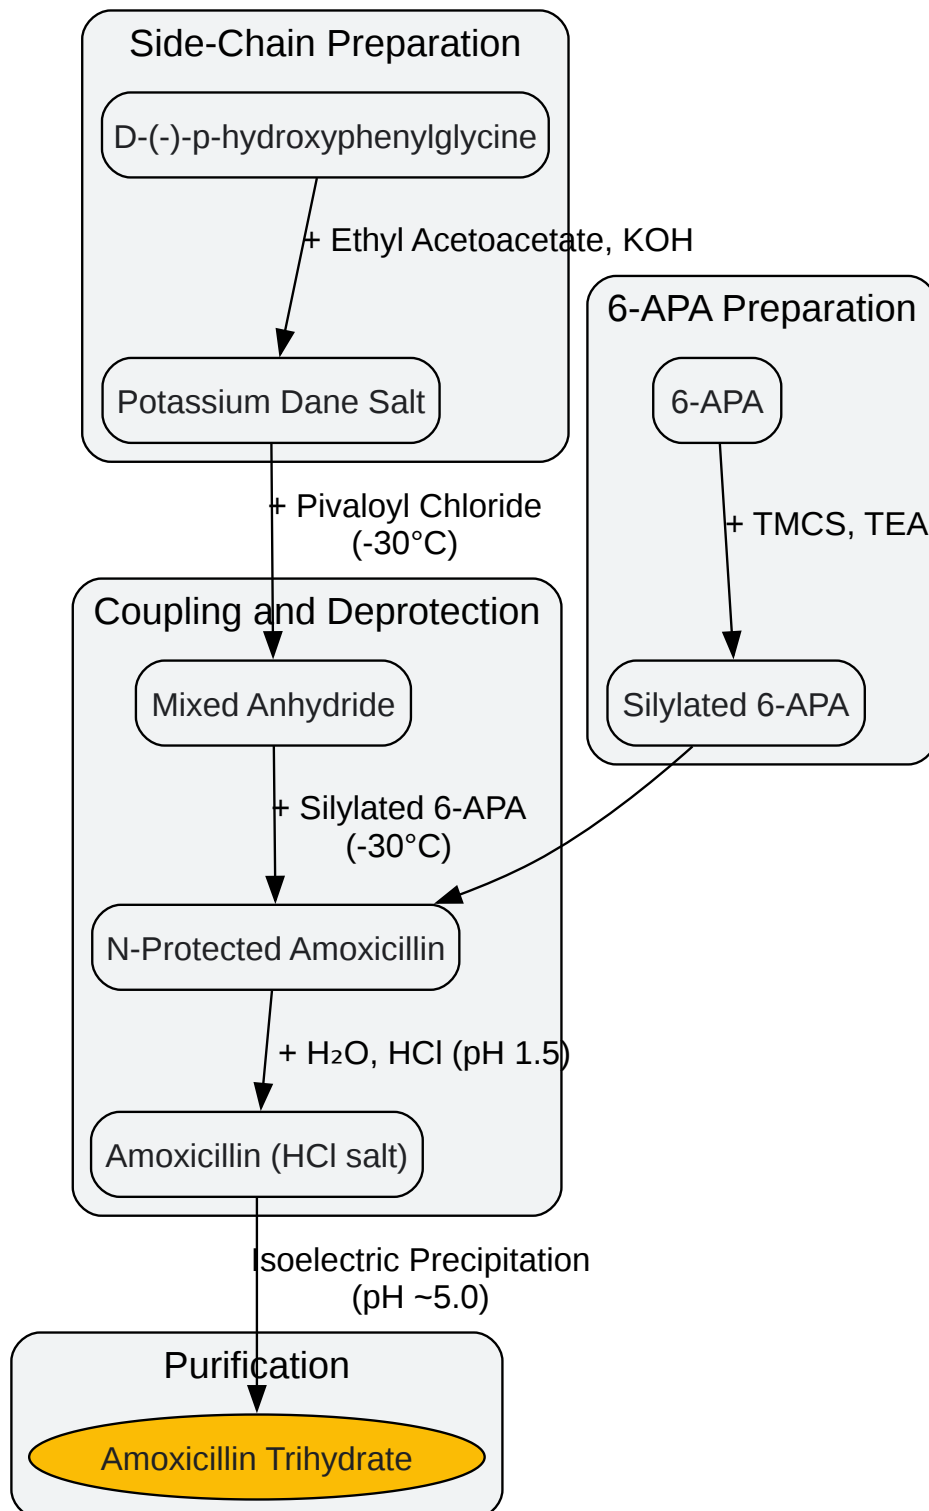 Side-Chain Preparation
D-(-)-p-hydroxyphenylglycine
+ Ethyl Acetoacetate, KOH
Potassium Dane Salt
6-APA Preparation
6-APA
+ TMCS, TEA
Silylated 6-APA
+ Pivaloyl Chloride
(-30°C)
Coupling and Deprotection
Mixed Anhydride
+ Silylated 6-APA
(-30°C)
N-Protected Amoxicillin
+ H₂O, HCl (pH 1.5)
Amoxicillin (HCl salt)
Isoelectric Precipitation
(pH ~5.0)
Purification
Amoxicillin Trihydrate